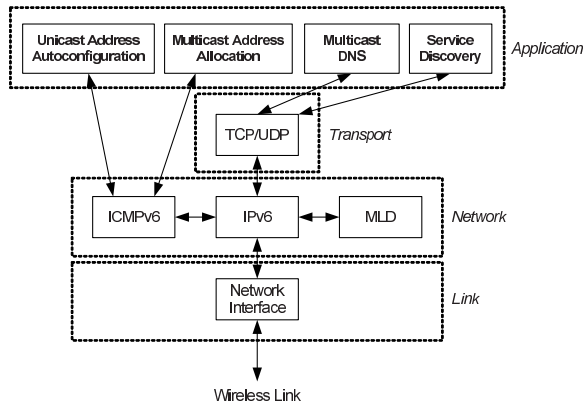 Unicast Address
Autoconfiguration
Multicast Address
Allocation
Multicast
DNS
Service
Discovery
Application
TCP/UDP
Transport
ICMPv6
IPv6
MLD
Network
Network
Interface
Link
Wireless Link